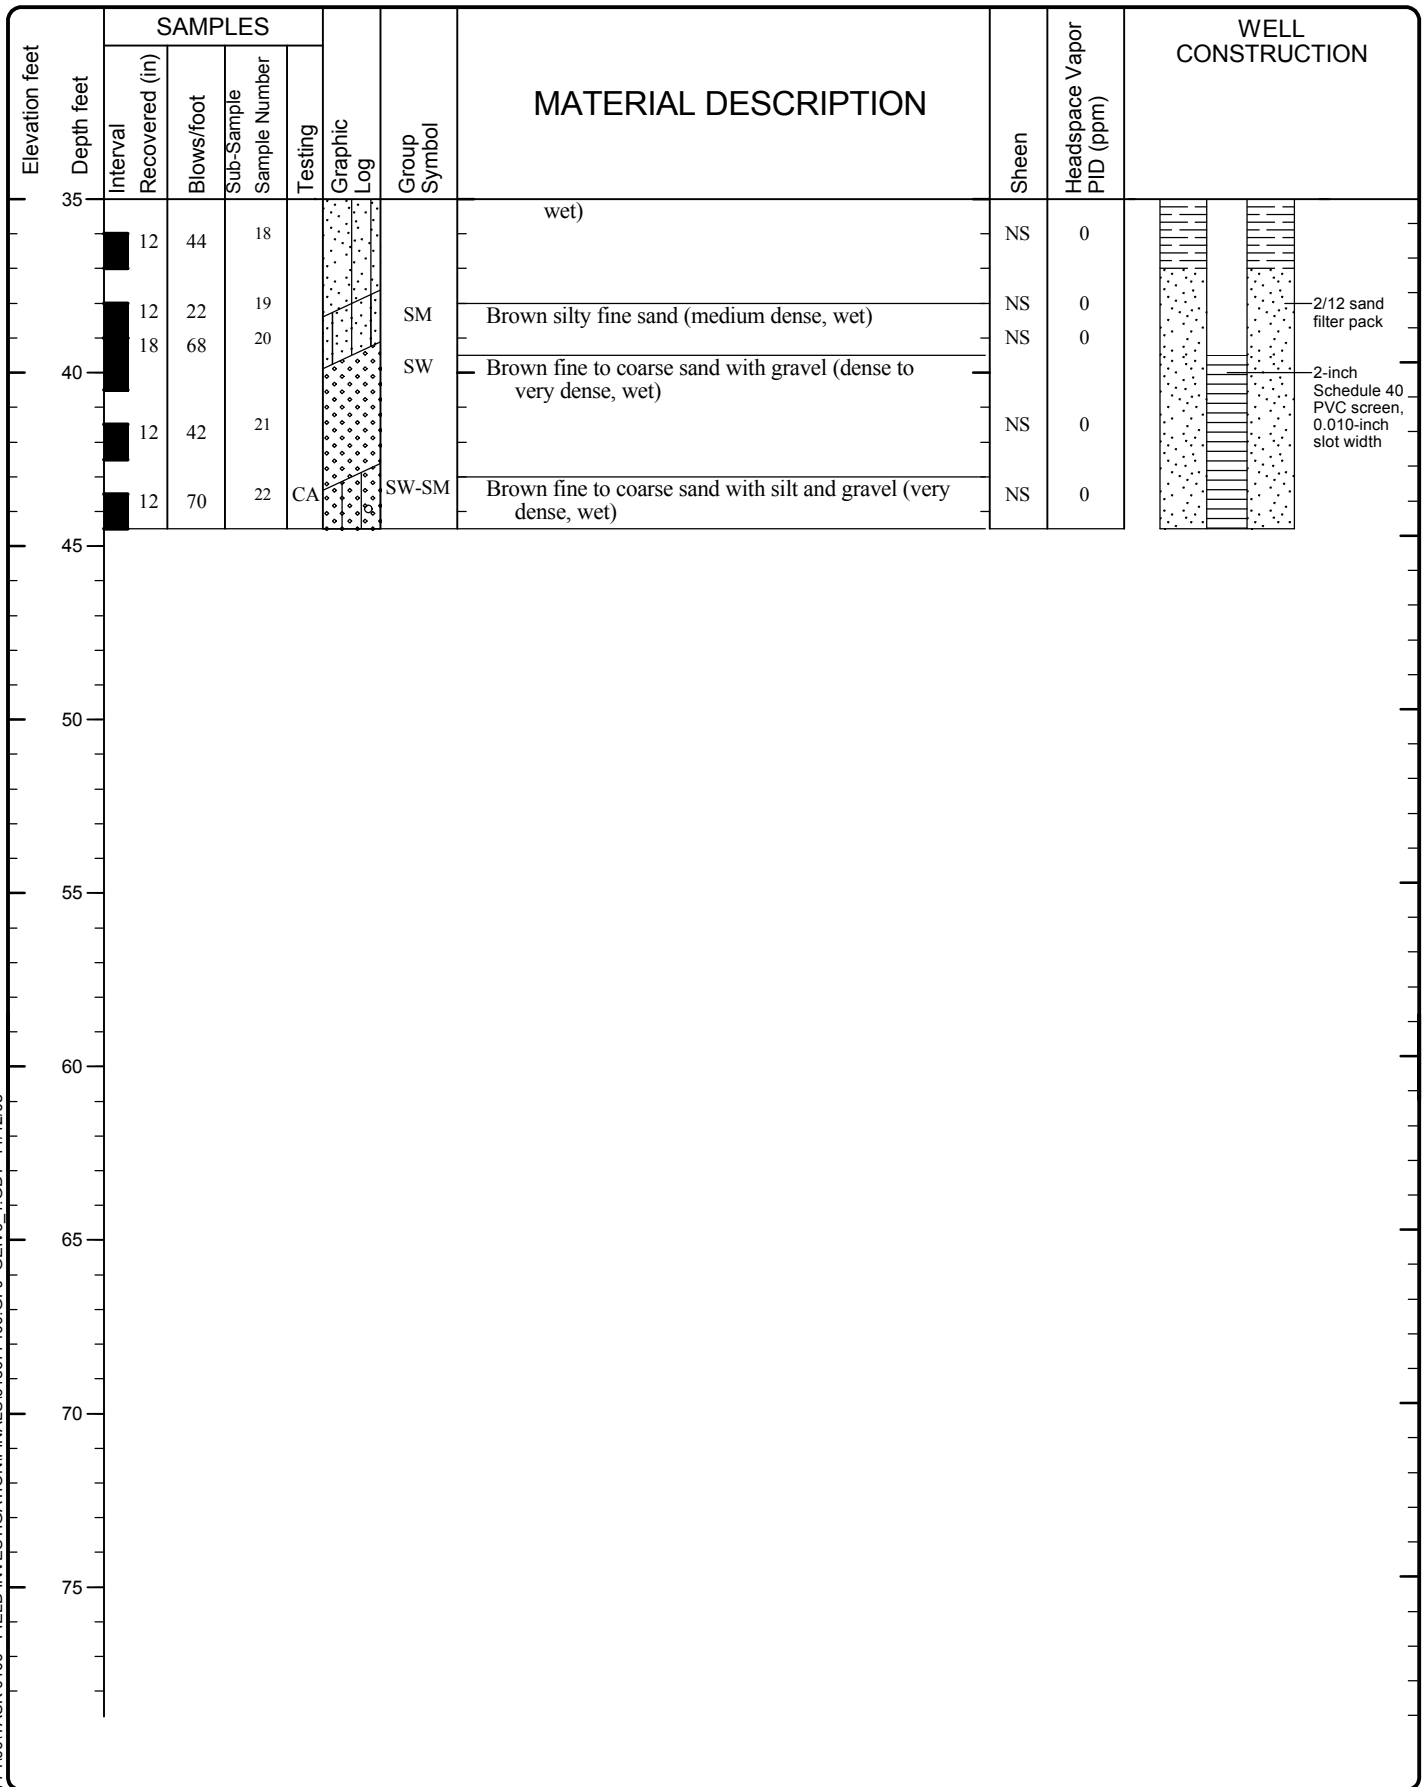 SAMPLES
Elevation feet
Depth feet
Interval
Recovered (in)
Blows/foot
Sub-Sample
Sample Number
Testing
Graphic
Log
Group
Symbol
MATERIAL DESCRIPTION
Sheen
Headspace Vapor
PID (ppm)
WELL
CONSTRUCTION
35
wet)
12 44 18 NS 0
12 22 19 SM Brown silty fine sand (medium dense, wet) NS 0
2/12 sand
filter pack
18 68 20 NS 0
40 SW Brown fine to coarse sand with gravel (dense to
very dense, wet)
2-inch
Schedule 40
PVC screen,
0.010-inch
slot width
12 42 21 NS 0
12 70 22 CA SW-SM Brown fine to coarse sand with silt and gravel (very
dense, wet)
NS 0
45
50
55
60
65
70
75